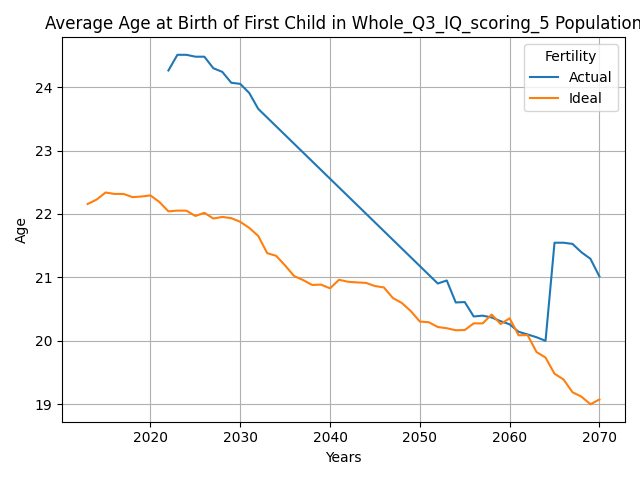 Average Age at Birth of First Child in Whole_Q3_IQ_scoring_5 Population
Fertility
Actual
Ideal
Age
24
23
22
21
20
19
2020 2030 2040 2050 2060 2070
Years